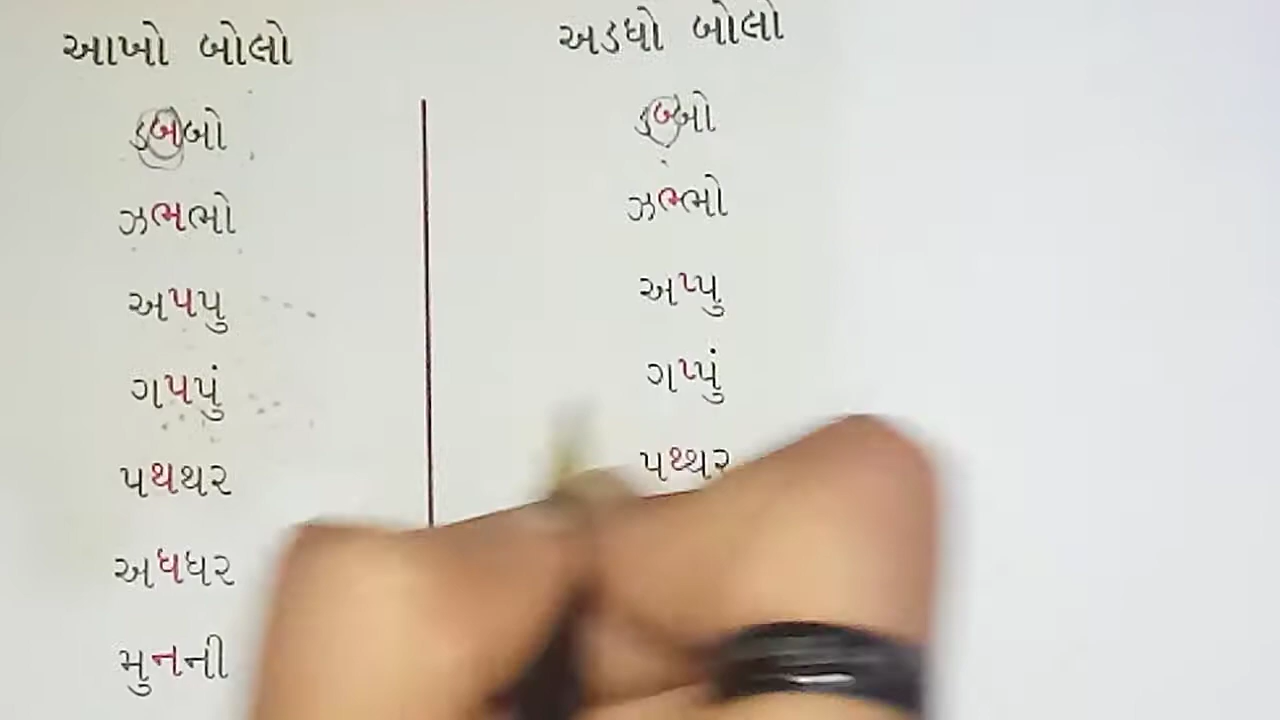 આખો બોલો
ડબબો
ઝભભો
અપપુ
ગપપું
પથથર
અધધર
મુનની
અડધો બોલો
ડબ્બો
ઝભ્ભો
અપ્પુ
ગપ્પું
પથ્થર